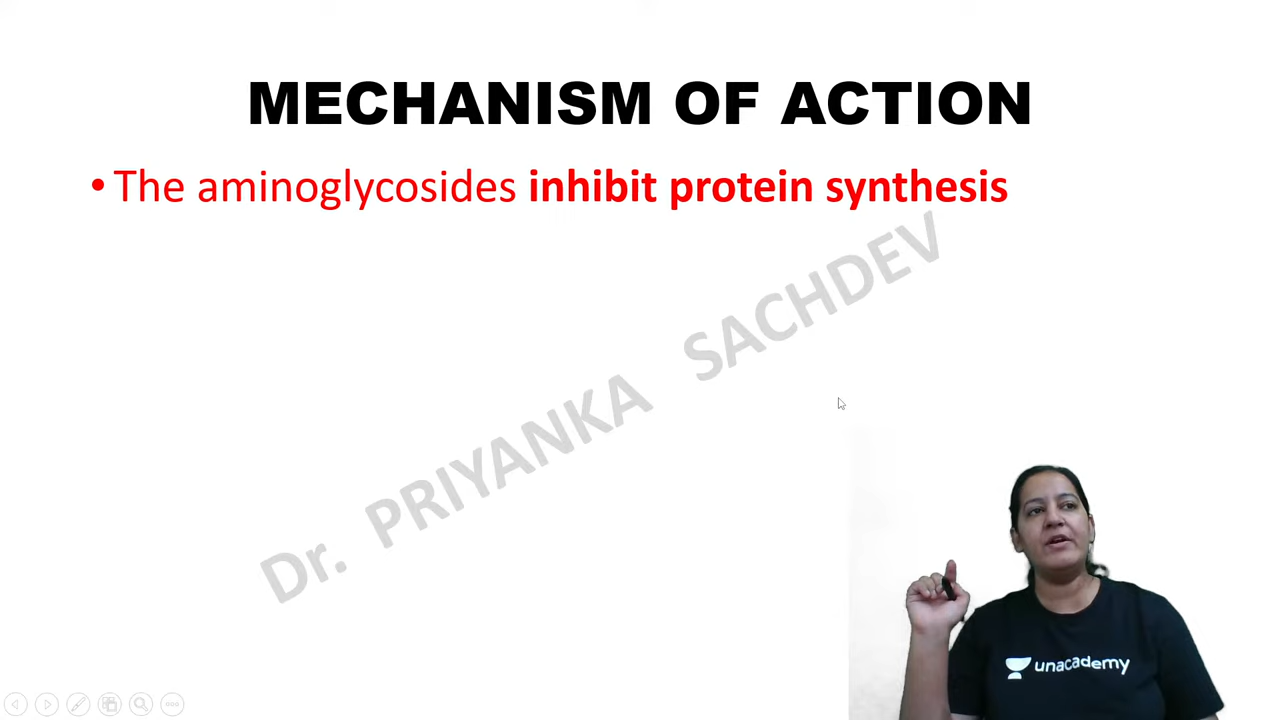 MECHANISM OF ACTION
• The aminoglycosides inhibit protein synthesis
Dr. PRIYANKA SACHDEV
unacademy